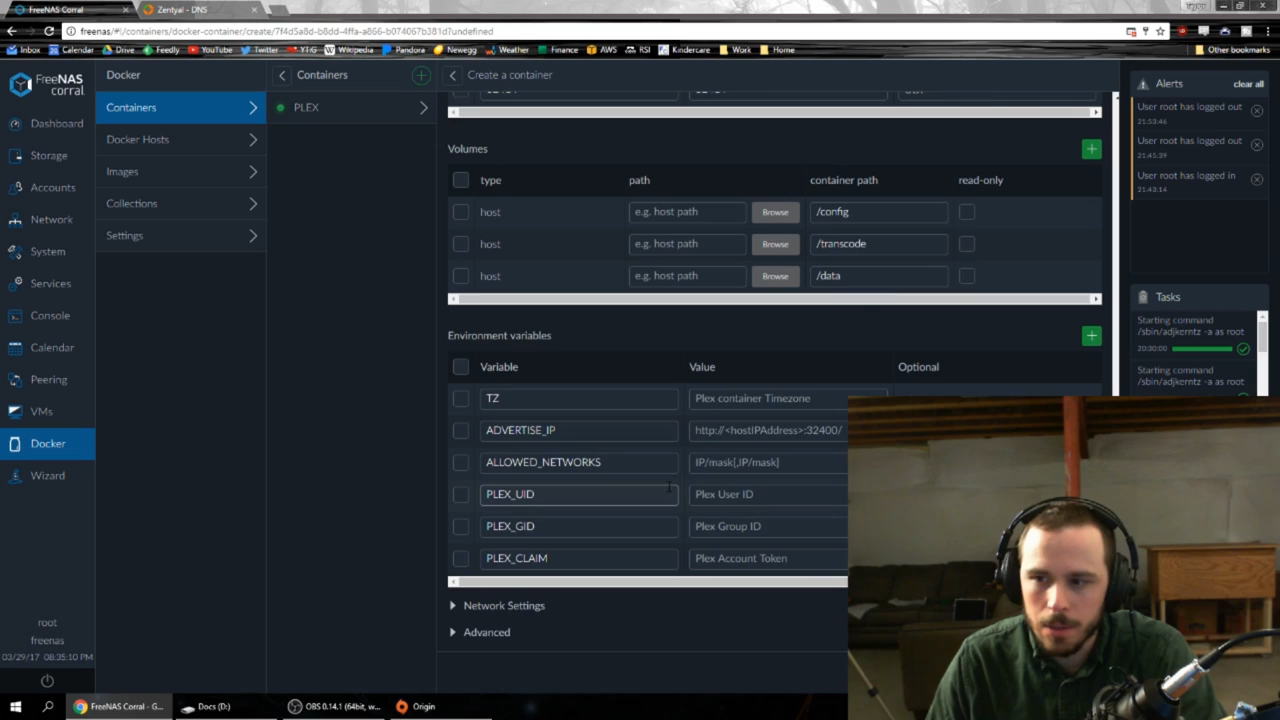 FreeNAS Corral
Zentyal - DNS
freenas/#!/containers/docker-container/create/7f4d5a8d-b8dd-4ffa-a866-b074067b381d?undefined
Inbox
Calendar
Drive
Feedly
YouTube
Twitter
YT-G
Wikipedia
Pandora
Newegg
Weather
Finance
AWS
RSI
Kindercare
Work
Home
Other bookmarks
FreeNAS
corral
Dashboard
Storage
Accounts
Network
System
Services
Console
Calendar
Peering
VMs
Docker
Wizard
root
freenas
03/29/17 08:35:10 PM
Docker
Containers
Docker Hosts
Images
Collections
Settings
Containers
PLEX
Create a container
Volumes
type path container path read-only
host e.g. host path Browse /config
host e.g. host path Browse /transcode
host e.g. host path Browse /data
Environment variables
Variable Value Optional
TZ Plex container Timezone
ADVERTISE_IP http://<hostIPAddress>:32400/
ALLOWED_NETWORKS IP/mask[,IP/mask]
PLEX_UID Plex User ID
PLEX_GID Plex Group ID
PLEX_CLAIM Plex Account Token
Network Settings
Advanced
Alerts clear all
User root has logged out
21:53:46
User root has logged out
21:45:39
User root has logged in
21:43:14
Tasks
Starting command
/sbin/adjkerntz -a as root
20:30:00
Starting command
/sbin/adjkerntz -a as root
FreeNAS Corral - G...
Docs (D:)
OBS 0.14.1 (64bit, w...
Origin